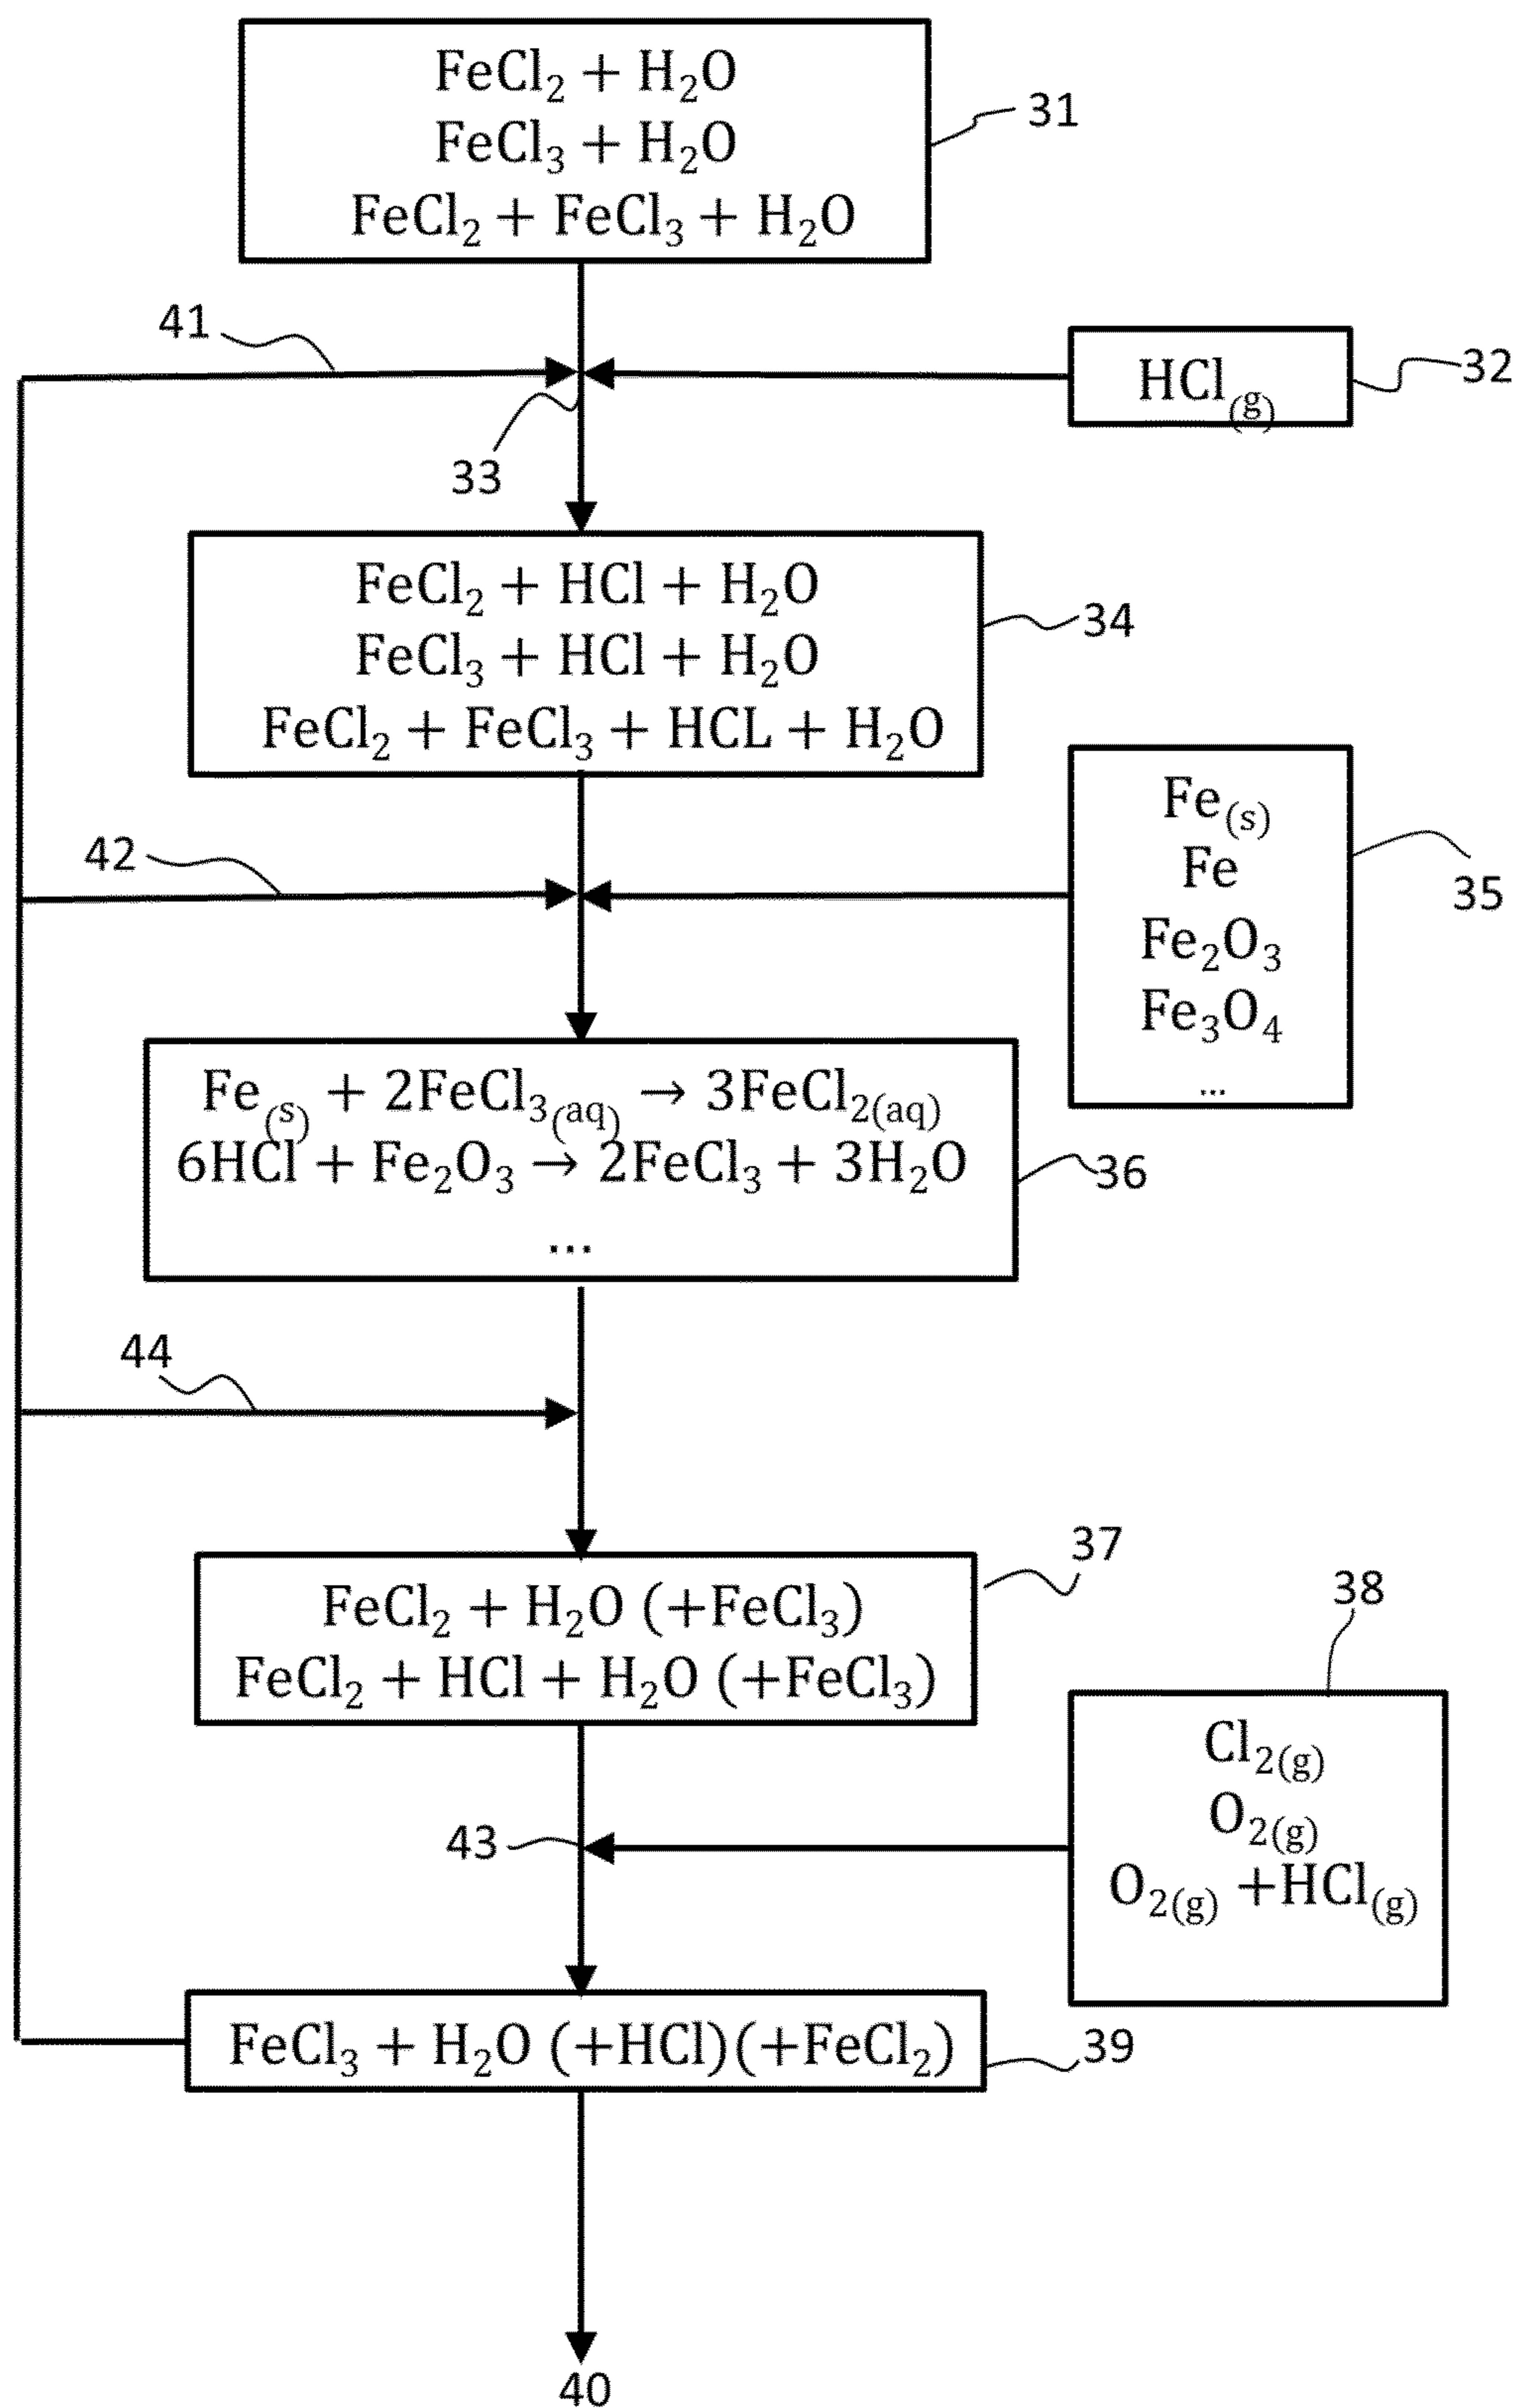 FeCl₂ + H₂O
FeCl₃ + H₂O
FeCl₂ + FeCl₃ + H₂O
31
41
HCl(g)
32
33
FeCl₂ + HCl + H₂O
FeCl₃ + HCl + H₂O
FeCl₂ + FeCl₃ + HCL + H₂O
34
42
Fe(s)
Fe
Fe₂O₃
Fe₃O₄
...
35
Fe(s) + 2FeCl₃(aq) → 3FeCl₂(aq)
6HCl + Fe₂O₃ → 2FeCl₃ + 3H₂O
...
36
44
37
FeCl₂ + H₂O (+FeCl₃)
FeCl₂ + HCl + H₂O (+FeCl₃)
38
Cl₂(g)
O₂(g)
O₂(g) +HCl(g)
43
FeCl₃ + H₂O (+HCl)(+FeCl₂)
39
40